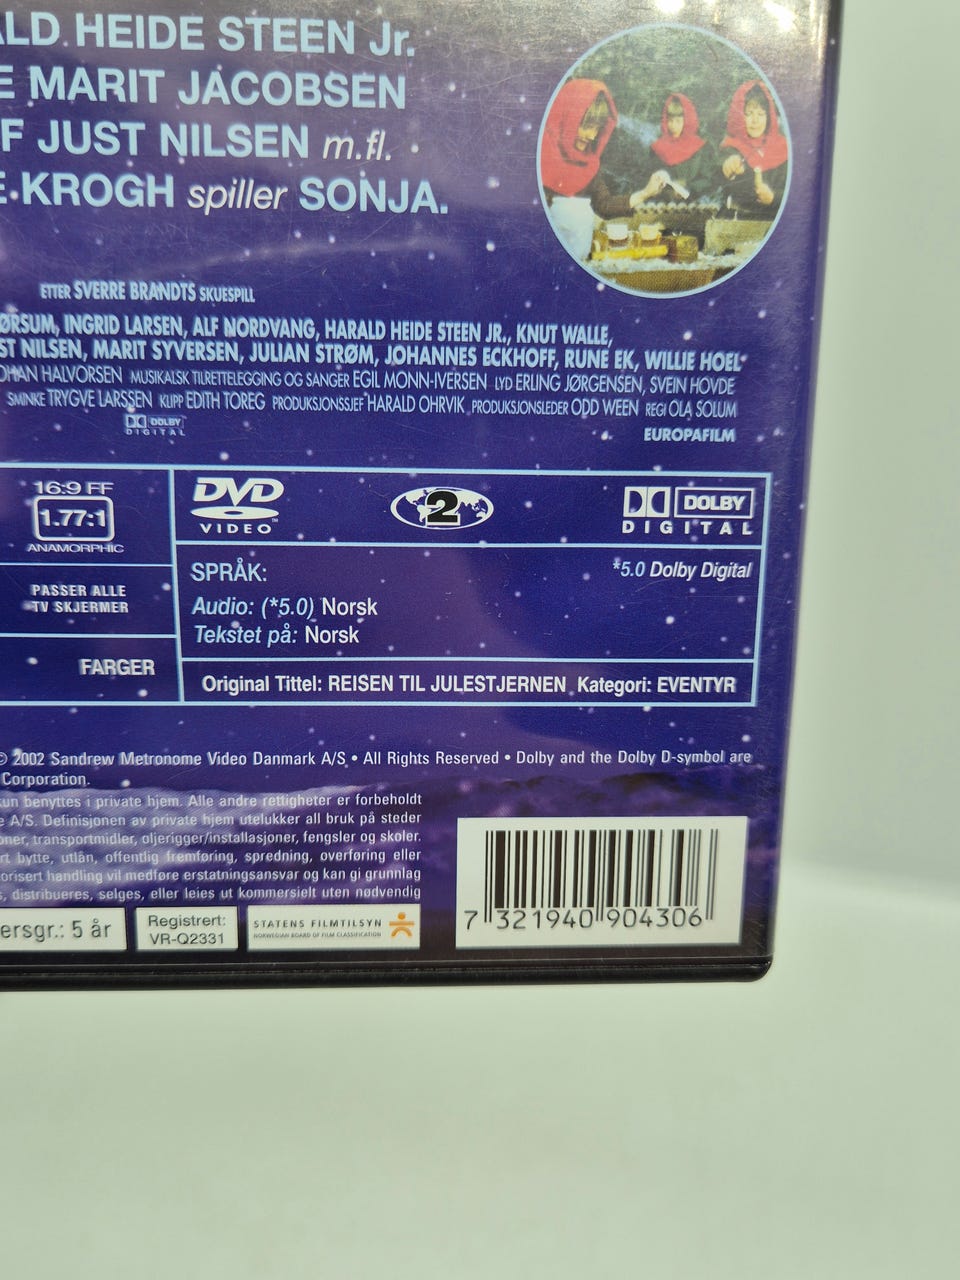 ALD HEIDE STEEN Jr.
E MARIT JACOBSEN
F JUST NILSEN m.fl.
E KROGH spiller SONJA.
ETTER SVERRE BRANDTS SKUESPILL
ØRSUM, INGRID LARSEN, ALF NORDVANG, HARALD HEIDE STEEN JR., KNUT WALLE,
ST NILSEN, MARIT SYVERSEN, JULIAN STRØM, JOHANNES ECKHOFF, RUNE EK, WILLIE HOEL
OHAN HALVORSEN MUSIKALSK TILRETTELEGGING OG SANGER EGIL MONN-IVERSEN LYD ERLING JØRGENSEN, SVEIN HOVDE
SMINKE TRYGVE LARSSEN KLIPP EDITH TOREG PRODUKSJONSSJEF HARALD OHRVIK PRODUKSJONSLEDER ODD WEEN REGI OLA SOLUM
DOLBY
DIGITAL
EUROPAFILM
16:9 FF
1.77:1
ANAMORPHIC
PASSER ALLE
TV SKJERMER
FARGER
DVD
VIDEO™
2
DOLBY
DIGITAL
SPRÅK:
*5.0 Dolby Digital
Audio: (*5.0) Norsk
Tekstet på: Norsk
Original Tittel: REISEN TIL JULESTJERNEN Kategori: EVENTYR
© 2002 Sandrew Metronome Video Danmark A/S • All Rights Reserved • Dolby and the Dolby D-symbol are
Corporation.
kun benyttes i private hjem. Alle andre rettigheter er forbeholdt
e A/S. Definisjonen av private hjem utelukker all bruk på steder
oner, transportmidler, oljerigger/installasjoner, fengsler og skoler.
rt bytte, utlån, offentlig fremføring, spredning, overføring eller
orisert handling vil medføre erstatningsansvar og kan gi grunnlag
s, distribueres, selges, eller leies ut kommersielt uten nødvendig
ersgr.: 5 år
Registrert:
VR-Q2331
STATENS FILMTILSYN
NORWEGIAN BOARD OF FILM CLASSIFICATION
7 321940 904306